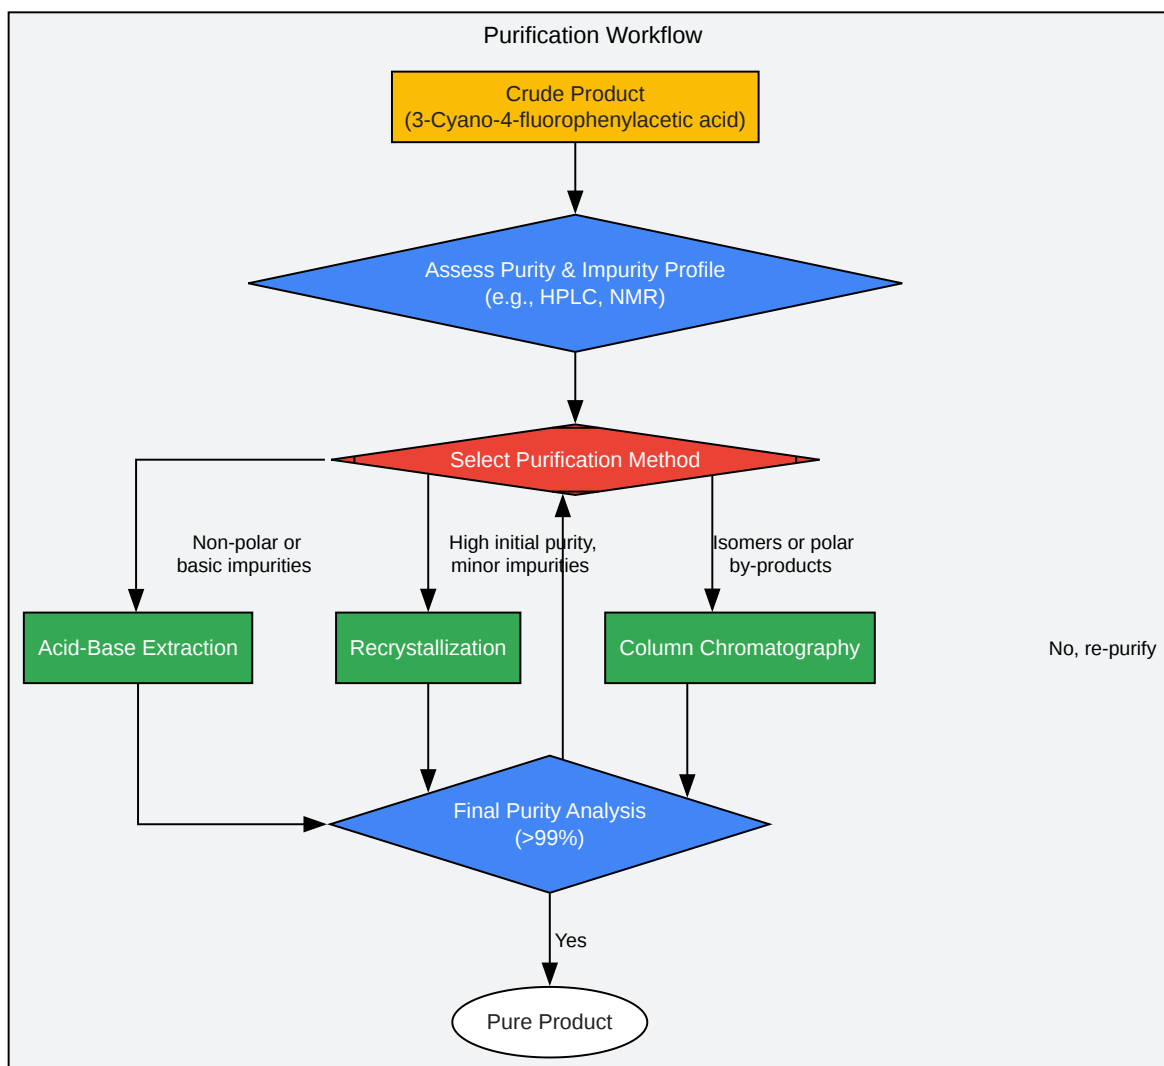 Purification Workflow
Crude Product
(3-Cyano-4-fluorophenylacetic acid)
Assess Purity & Impurity Profile
(e.g., HPLC, NMR)
Select Purification Method
Non-polar or
basic impurities
High initial purity,
minor impurities
Isomers or polar
by-products
Acid-Base Extraction
Recrystallization
Column Chromatography
No, re-purify
Final Purity Analysis
(>99%)
Yes
Pure Product